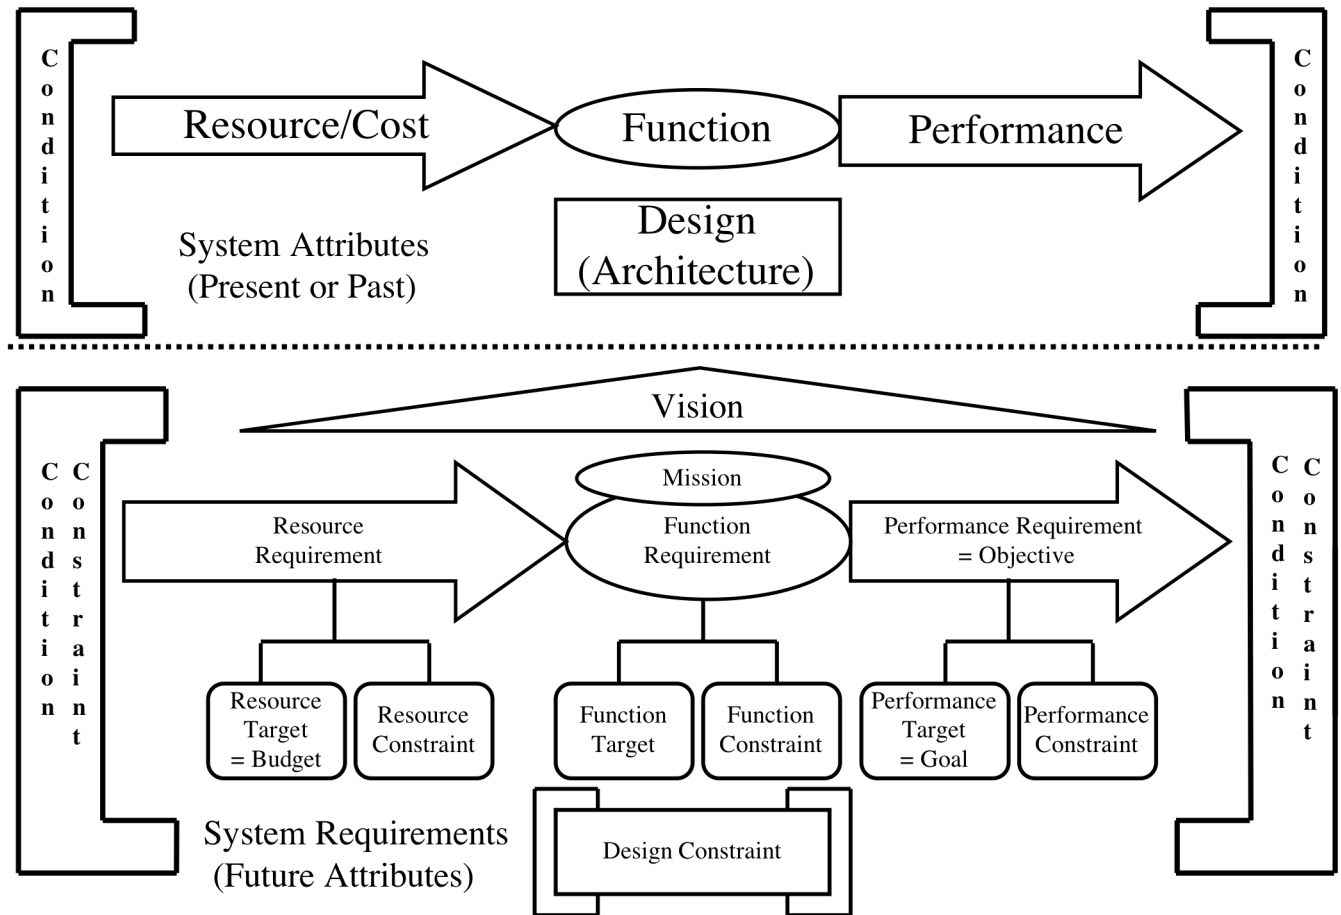 Condition
Resource/Cost
Function
Performance
Condition
Design
(Architecture)
System Attributes
(Present or Past)
Vision
Condition
Constraint
Mission
Resource
Requirement
Function
Requirement
Performance Requirement
= Objective
Condition
Constraint
Resource
Target
= Budget
Resource
Constraint
Function
Target
Function
Constraint
Performance
Target
= Goal
Performance
Constraint
System Requirements
(Future Attributes)
Design Constraint